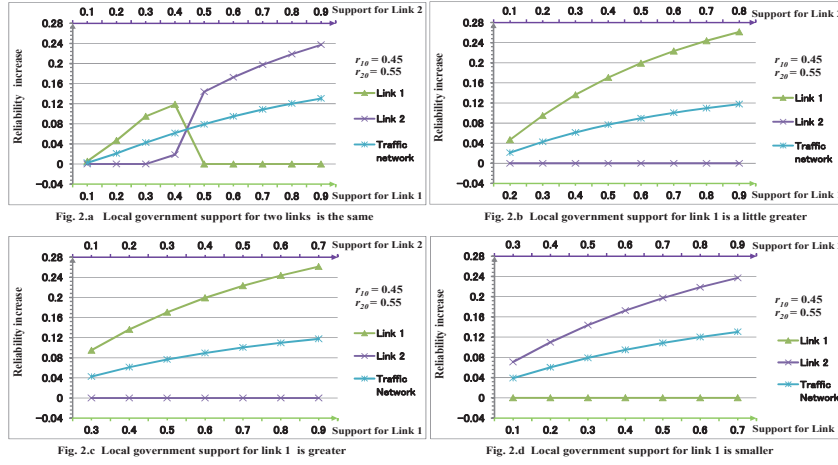 Support for Link 2
0.1 0.2 0.3 0.4 0.5 0.6 0.7 0.8 0.9
Reliability increase
0.28
0.24
0.2
0.16
0.12
0.08
0.04
0
−0.04
r10 = 0.45
r20 = 0.55
Link 1
Link 2
Traffic network
0.1 0.2 0.3 0.4 0.5 0.6 0.7 0.8 0.9
Support for Link 1
Fig. 2.a Local government support for two links is the same
Support for Link 2
0.1 0.2 0.3 0.4 0.5 0.6 0.7 0.8
Reliability increase
0.28
0.24
0.2
0.16
0.12
0.08
0.04
0
−0.04
r10 = 0.45
r20 = 0.55
Link 1
Link 2
Traffic network
0.2 0.3 0.4 0.5 0.6 0.7 0.8 0.9
Support for Link
Fig. 2.b Local government support for link 1 is a little greater
Support for Link 2
0.1 0.2 0.3 0.4 0.5 0.6 0.7
Reliability increase
0.28
0.24
0.2
0.16
0.12
0.08
0.04
0
−0.04
r10 = 0.45
r20 = 0.55
Link 1
Link 2
Traffic Network
0.3 0.4 0.5 0.6 0.7 0.8 0.9
Support for Link 1
Fig. 2.c Local government support for link 1 is greater
Support for Link
0.3 0.4 0.5 0.6 0.7 0.8 0.9
Reliability increase
0.28
0.24
0.2
0.16
0.12
0.08
0.04
0
−0.04
r10 = 0.45
r20 = 0.55
Link 1
Link 2
Traffic Network
0.1 0.2 0.3 0.4 0.5 0.6 0.7
Support for Link
Fig. 2.d Local government support for link 1 is smaller